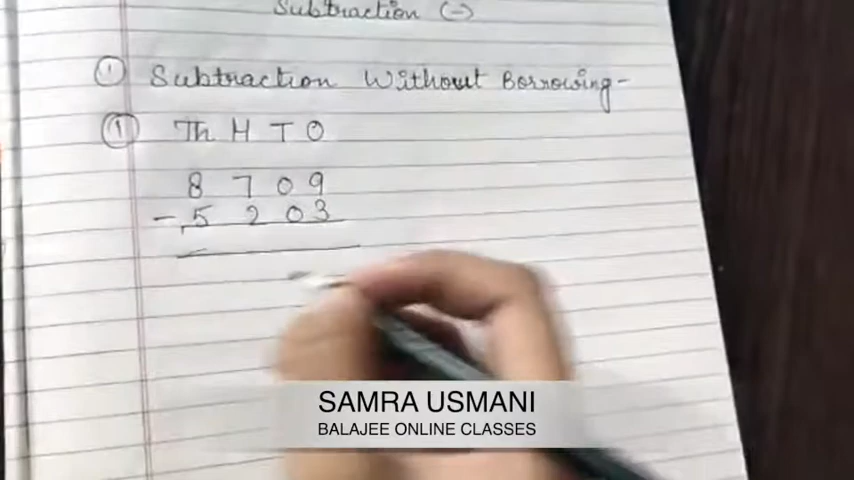 Subtraction (-)
① Subtraction Without Borrowing-
① Th H T O
8 7 0 9
- 5 2 0 3
SAMRA USMANI
BALAJEE ONLINE CLASSES